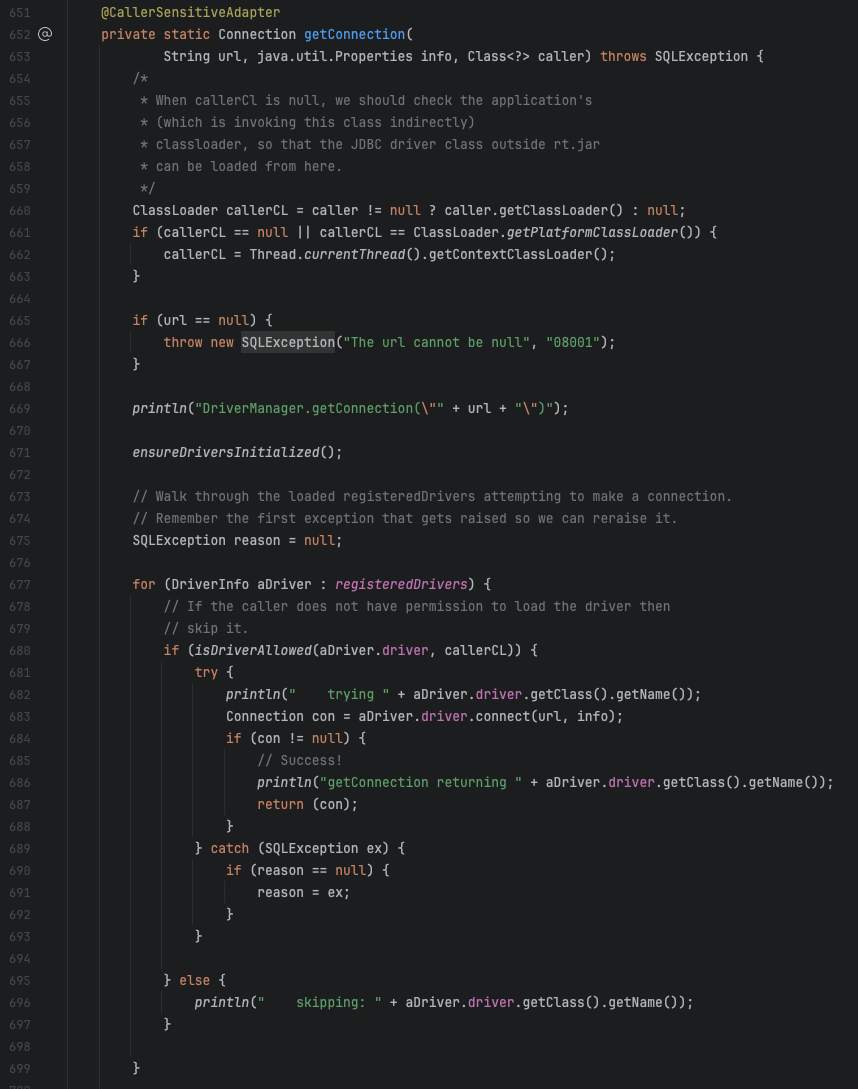 651 @CallerSensitiveAdapter
652 @ private static Connection getConnection(
653 String url, java.util.Properties info, Class<?> caller) throws SQLException {
654 /*
655 * When callerCl is null, we should check the application's
656 * (which is invoking this class indirectly)
657 * classloader, so that the JDBC driver class outside rt.jar
658 * can be loaded from here.
659 */
660 ClassLoader callerCL = caller != null ? caller.getClassLoader() : null;
661 if (callerCL == null || callerCL == ClassLoader.getPlatformClassLoader()) {
662 callerCL = Thread.currentThread().getContextClassLoader();
663 }
664
665 if (url == null) {
666 throw new SQLException("The url cannot be null", "08001");
667 }
668
669 println("DriverManager.getConnection(\"" + url + "\")");
670
671 ensureDriversInitialized();
672
673 // Walk through the loaded registeredDrivers attempting to make a connection.
674 // Remember the first exception that gets raised so we can reraise it.
675 SQLException reason = null;
676
677 for (DriverInfo aDriver : registeredDrivers) {
678 // If the caller does not have permission to load the driver then
679 // skip it.
680 if (isDriverAllowed(aDriver.driver, callerCL)) {
681 try {
682 println("    trying " + aDriver.driver.getClass().getName());
683 Connection con = aDriver.driver.connect(url, info);
684 if (con != null) {
685 // Success!
686 println("getConnection returning " + aDriver.driver.getClass().getName());
687 return (con);
688 }
689 } catch (SQLException ex) {
690 if (reason == null) {
691 reason = ex;
692 }
693 }
694
695 } else {
696 println("    skipping: " + aDriver.driver.getClass().getName());
697 }
698
699 }